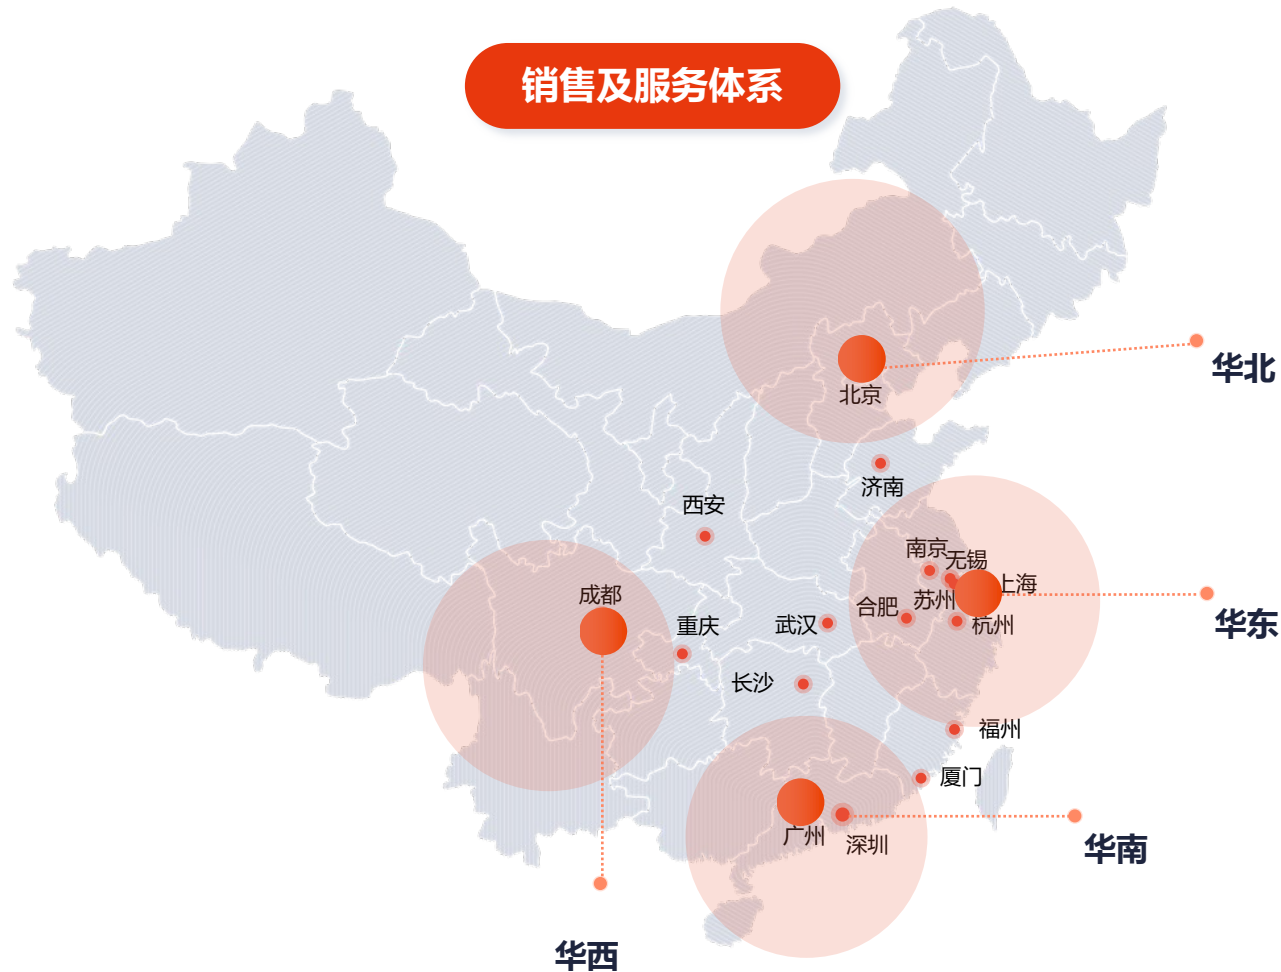 销售及服务体系
华北
北京
济南
西安
南京
无锡
上海
成都
苏州
合肥
华东
重庆
武汉
杭州
长沙
福州
厦门
广州
深圳
华南
华西